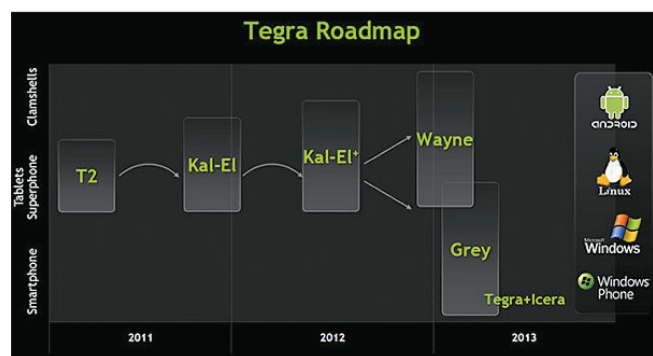 Tegra Roadmap
Clamshells
Tablets
Superphone
Smartphone
T2
Kal-El
Kal-El+
Wayne
Grey
Tegra+Icera
ANDROID
Linux
Microsoft
Windows
Windows
Phone
2011
2012
2013